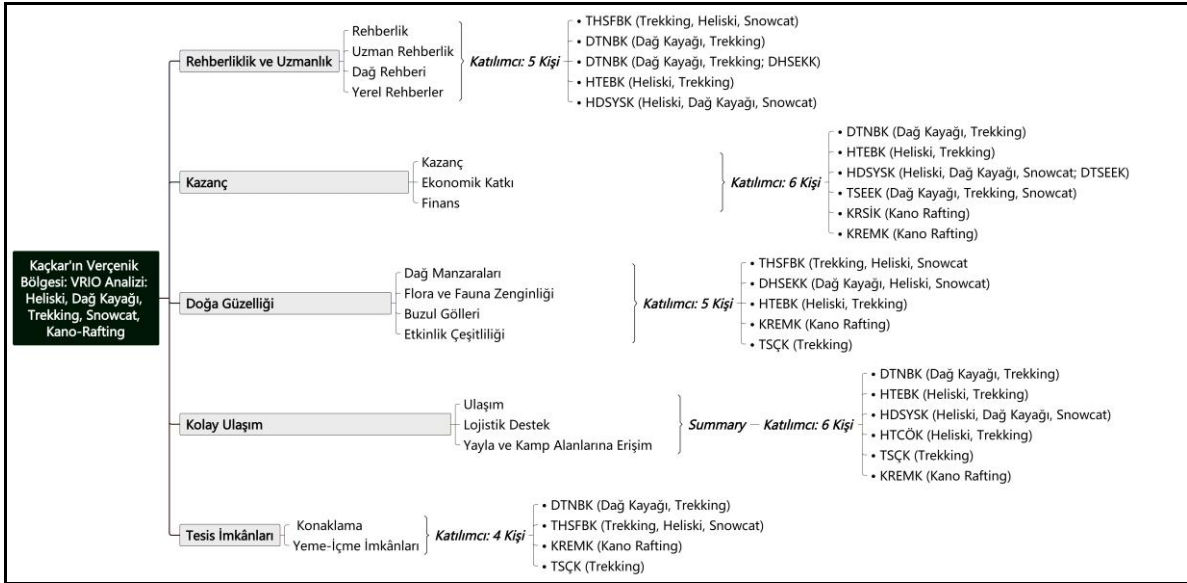 Kaçkar'ın Verçenik
Bölgesi: VRIO Analizi:
Heliski, Dağ Kayağı,
Trekking, Snowcat,
Kano-Rafting
Rehberliklik ve Uzmanlık
Rehberlik
Uzman Rehberlik
Dağ Rehberi
Yerel Rehberler
Katılımcı: 5 Kişi
• THSFBK (Trekking, Heliski, Snowcat)
• DTNBK (Dağ Kayağı, Trekking)
• DTNBK (Dağ Kayağı, Trekking; DHSEKK)
• HTEBK (Heliski, Trekking)
• HDSYSK (Heliski, Dağ Kayağı, Snowcat)
Kazanç
Kazanç
Ekonomik Katkı
Finans
Katılımcı: 6 Kişi
• DTNBK (Dağ Kayağı, Trekking)
• HTEBK (Heliski, Trekking)
• HDSYSK (Heliski, Dağ Kayağı, Snowcat; DTSEEK)
• TSEEK (Dağ Kayağı, Trekking, Snowcat)
• KRSİK (Kano Rafting)
• KREMK (Kano Rafting)
Doğa Güzelliği
Dağ Manzaraları
Flora ve Fauna Zenginliği
Buzul Gölleri
Etkinlik Çeşitliliği
Katılımcı: 5 Kişi
• THSFBK (Trekking, Heliski, Snowcat
• DHSEKK (Dağ Kayağı, Heliski, Snowcat)
• HTEBK (Heliski, Trekking)
• KREMK (Kano Rafting)
• TSÇK (Trekking)
Kolay Ulaşım
Ulaşım
Lojistik Destek
Yayla ve Kamp Alanlarına Erişim
Summary
Katılımcı: 6 Kişi
• DTNBK (Dağ Kayağı, Trekking)
• HTEBK (Heliski, Trekking)
• HDSYSK (Heliski, Dağ Kayağı, Snowcat)
• HTCÖK (Heliski, Trekking)
• TSÇK (Trekking)
• KREMK (Kano Rafting)
Tesis İmkânları
Konaklama
Yeme-İçme İmkânları
Katılımcı: 4 Kişi
• DTNBK (Dağ Kayağı, Trekking)
• THSFBK (Trekking, Heliski, Snowcat)
• KREMK (Kano Rafting)
• TSÇK (Trekking)